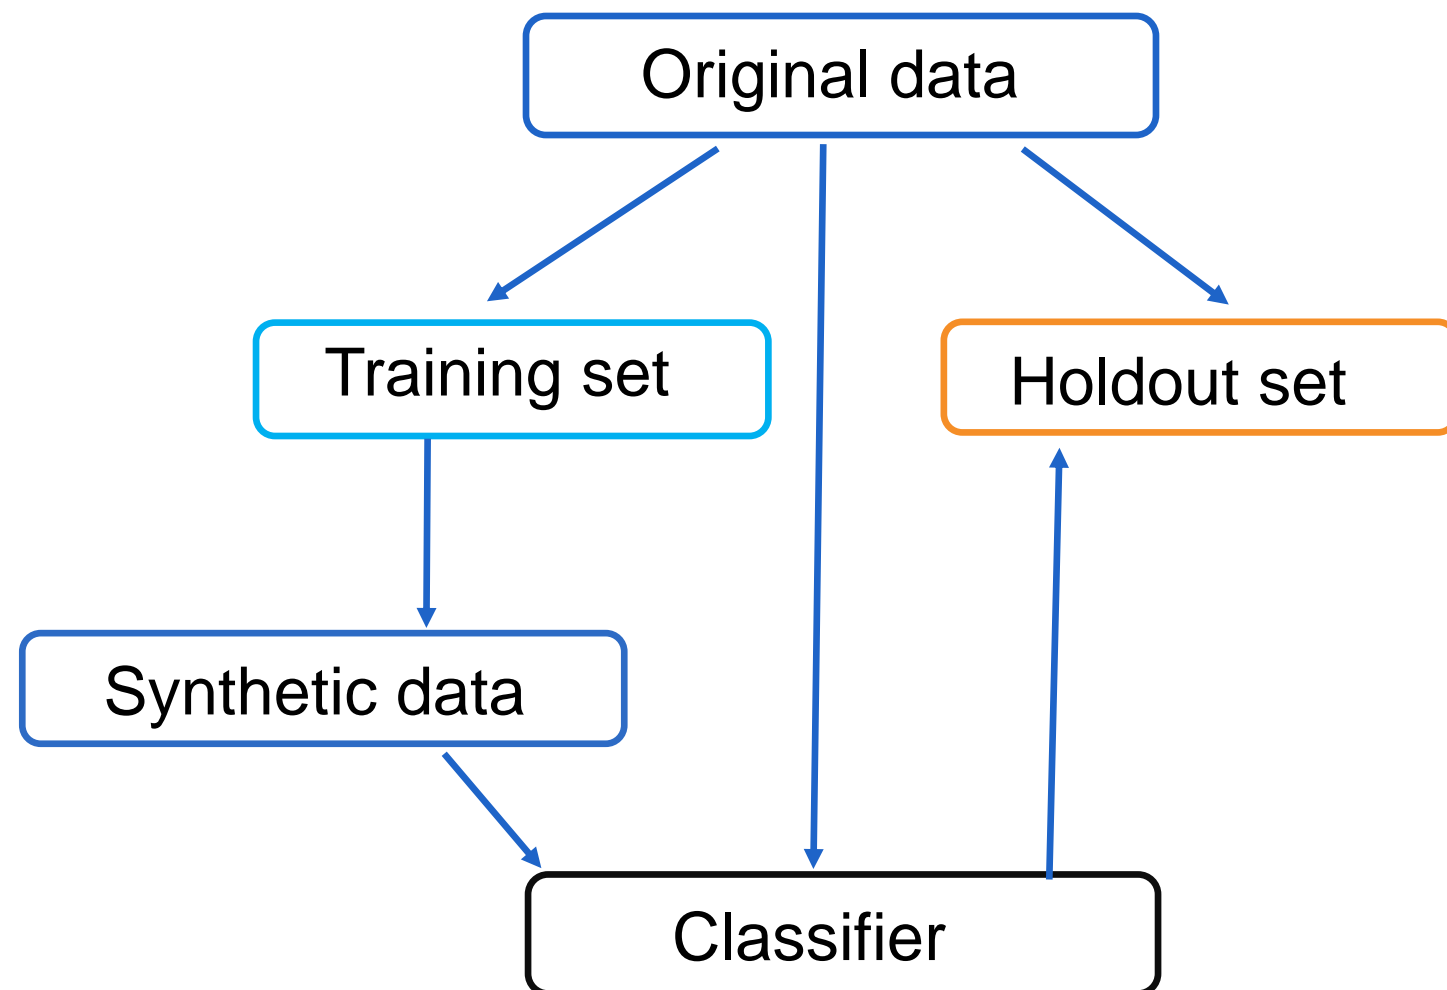 Original data
Training set
Holdout set
Synthetic data
Classifier